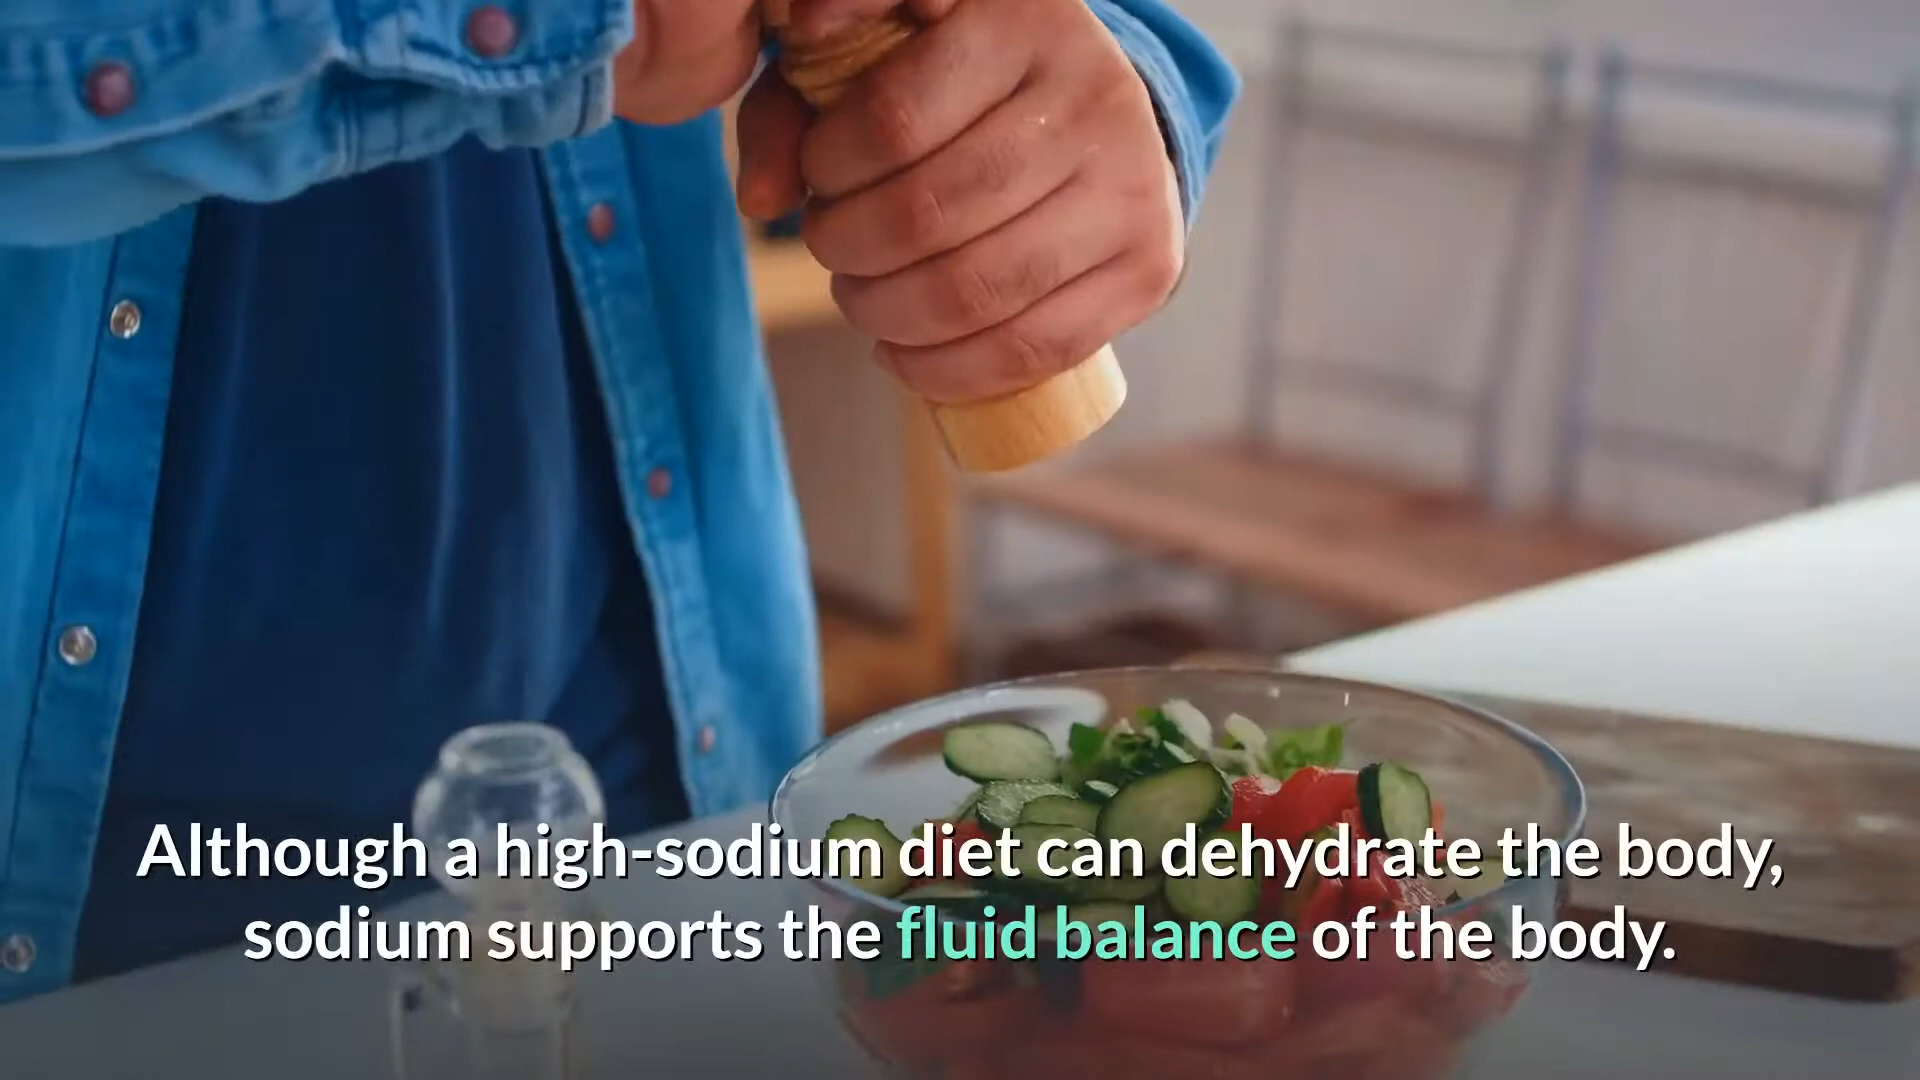 Although a high-sodium diet can dehydrate the body,
sodium supports the fluid balance of the body.